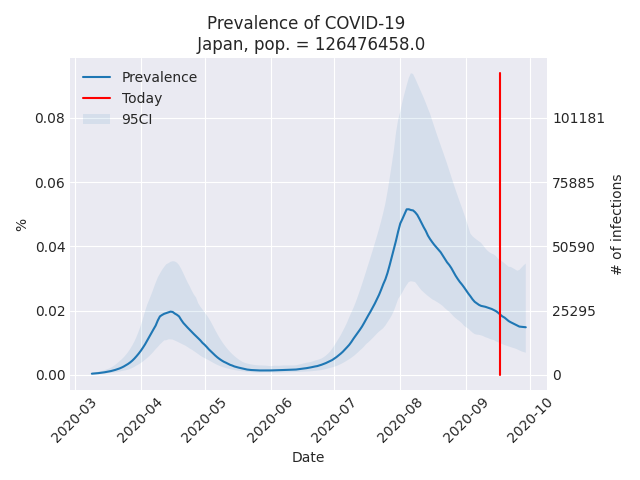 Prevalence of COVID-19
Japan, pop. = 126476458.0
Prevalence
Today
95CI
0.08
0.06
0.04
0.02
0.00
%
101181
75885
50590
25295
0
# of infections
2020-03
2020-04
2020-05
2020-06
2020-07
2020-08
2020-09
2020-10
Date